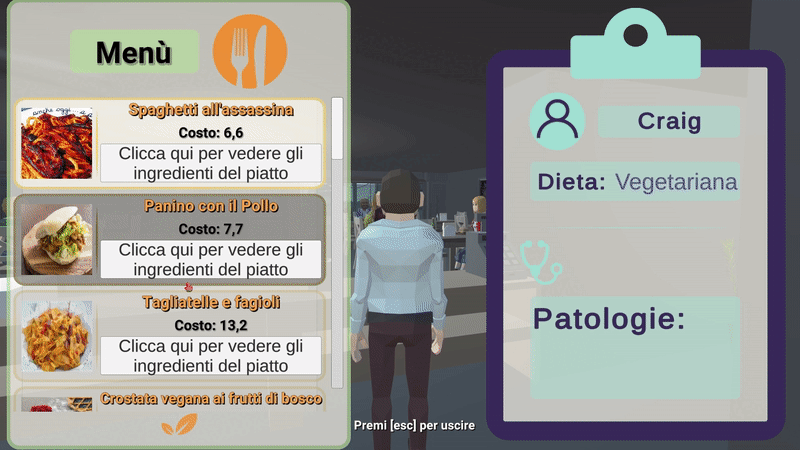 Menù
Spaghetti all'assassina
Costo: 6,6
Clicca qui per vedere gli
ingredienti del piatto
Panino con il Pollo
Costo: 7,7
Clicca qui per vedere gli
ingredienti del piatto
Tagliatelle e fagioli
Costo: 13,2
Clicca qui per vedere gli
ingredienti del piatto
Crostata vegana ai frutti di bosco
Premi [esc] per uscire
Craig
Dieta: Vegetariana
Patologie: